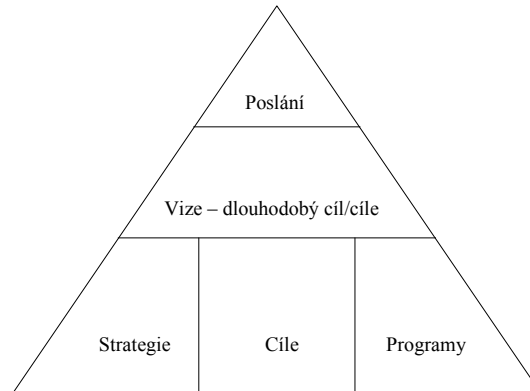 Poslání
Vize – dlouhodobý cíl/cíle
Strategie
Cíle
Programy